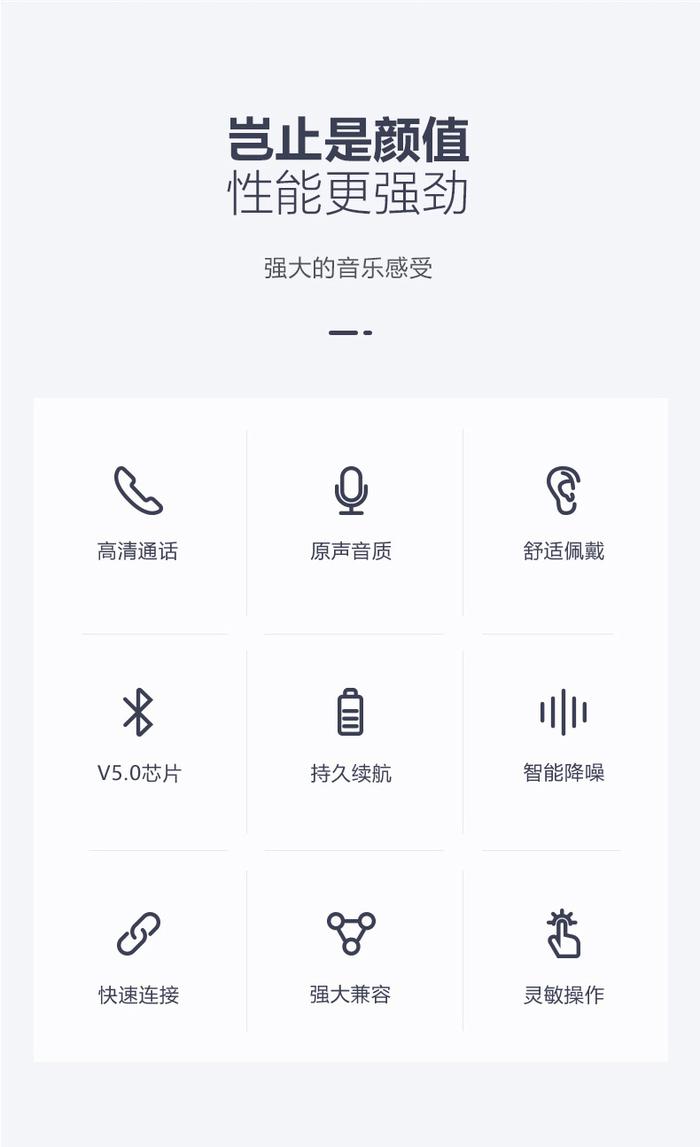 岂止是颜值
性能更强劲
强大的音乐感受
高清通话
原声音质
舒适佩戴
V5.0芯片
持久续航
智能降噪
快速连接
强大兼容
灵敏操作